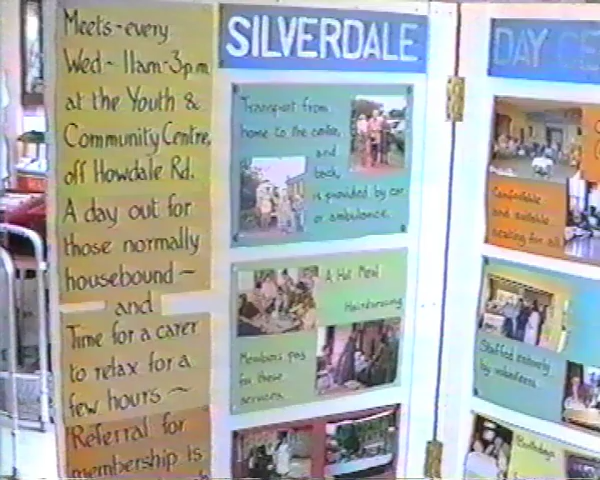 Meets - every
Wed - 11am - 3pm
at the Youth &
Community Centre,
off Howdale Rd.
A day out for
those normally
housebound ~
and
Time for a carer
to relax for a
few hours ~
Referral for
membership is
SILVERDALE
Transport from
home to the centre,
and
back,
is provided by car
or ambulance.
A Hot Meal
Hairdressing
Members pay
for these
services.
DAY CE
Comfortable
and suitable
seating for all
Staffed entirely
by volunteers.
Birthdays